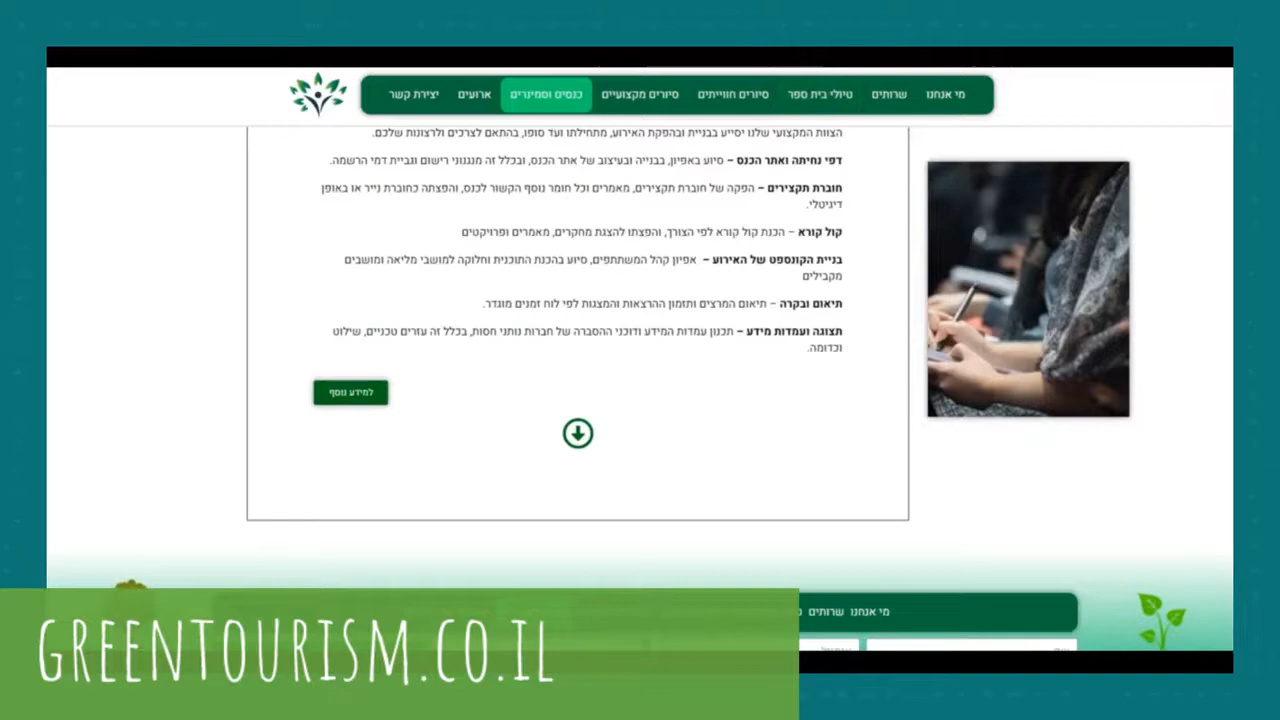 מי אנחנו שרותים טיולי בית ספר סיורים חווייתים סיורים מקצועיים כנסים וסמינרים ארועים יצירת קשר
הצוות המקצועי שלנו יסייע בבניית ובהפקת האירוע, מתחילתו ועד סופו, בהתאם לצרכים ולרצונות שלכם.
דפי נחיתה ואתר הכנס – סיוע באפיון, בבנייה ובעיצוב של אתר הכנס, ובכלל זה מנגנוני רישום וגביית דמי הרשמה.
חוברת תקצירים – הפקה של חוברת תקצירים, מאמרים וכל חומר נוסף הקשור לכנס, והפצתה כחוברת נייר או באופן
דיגיטלי.
קול קורא – הכנת קול קורא לפי הצורך, והפצתו להצגת מחקרים, מאמרים ופרויקטים
בניית הקונספט של האירוע – אפיון קהל המשתתפים, סיוע בהכנת התוכנית וחלוקה למושבי מליאה ומושבים
מקבילים
תיאום ובקרה – תיאום המרצים ותזמון ההרצאות והמצגות לפי לוח זמנים מוגדר.
תצוגה ועמדות מידע – תכנון עמדות המידע ודוכני ההסברה של חברות נותני חסות, בכלל זה עזרים טכניים, שילוט
וכדומה.
למידע נוסף
מי אנחנו שרותים
GREENTOURISM.CO.IL